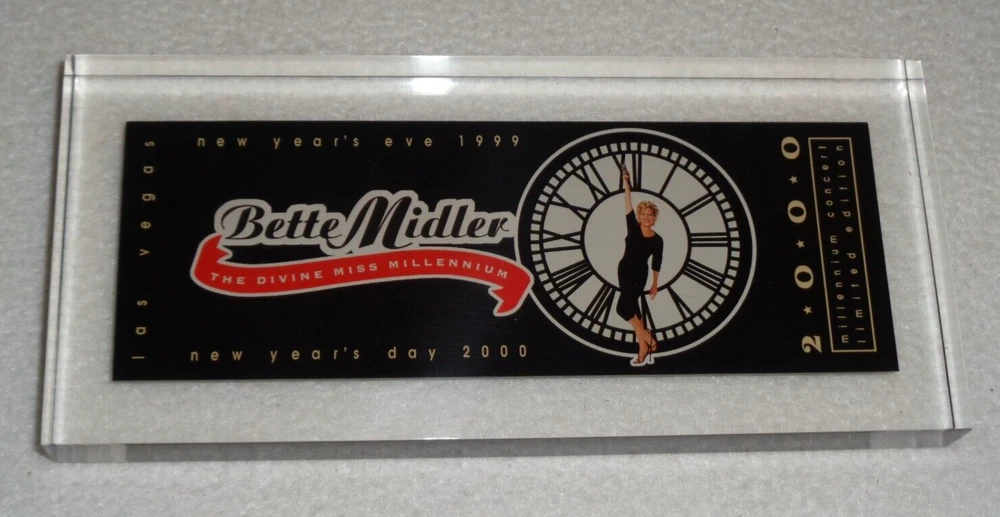 las vegas
new year's eve 1999
Bette Midler
THE DIVINE MISS MILLENNIUM
new year's day 2000
2★0★0★0
millennium concert
limited edition